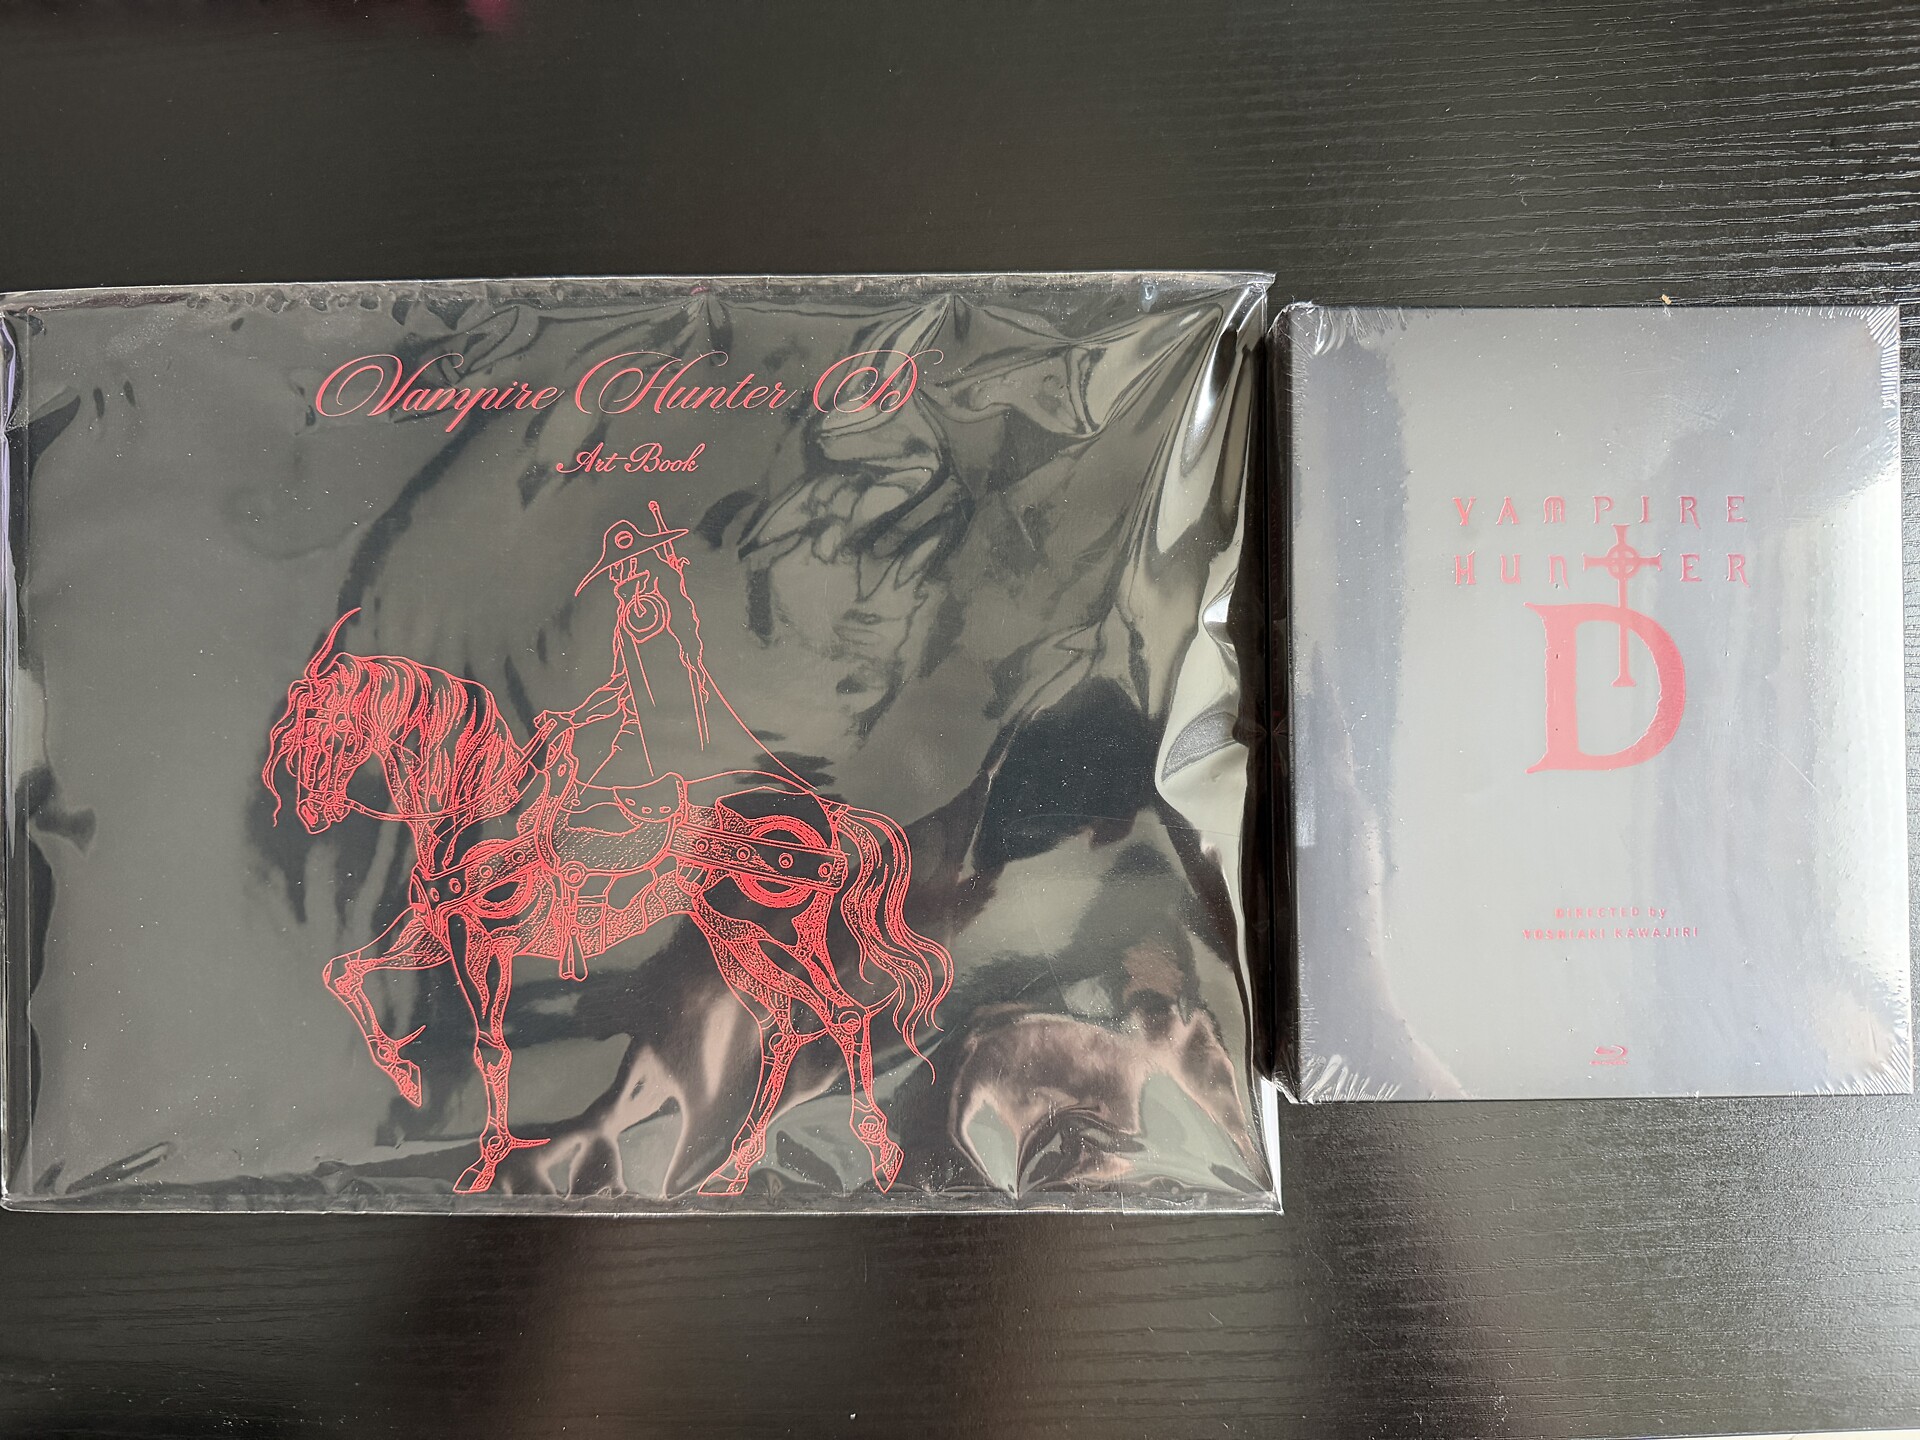 Vampire Hunter D
Art Book
VAMPIRE
HUNTER
D
DIRECTED by
YOSHIAKI KAWAJIRI